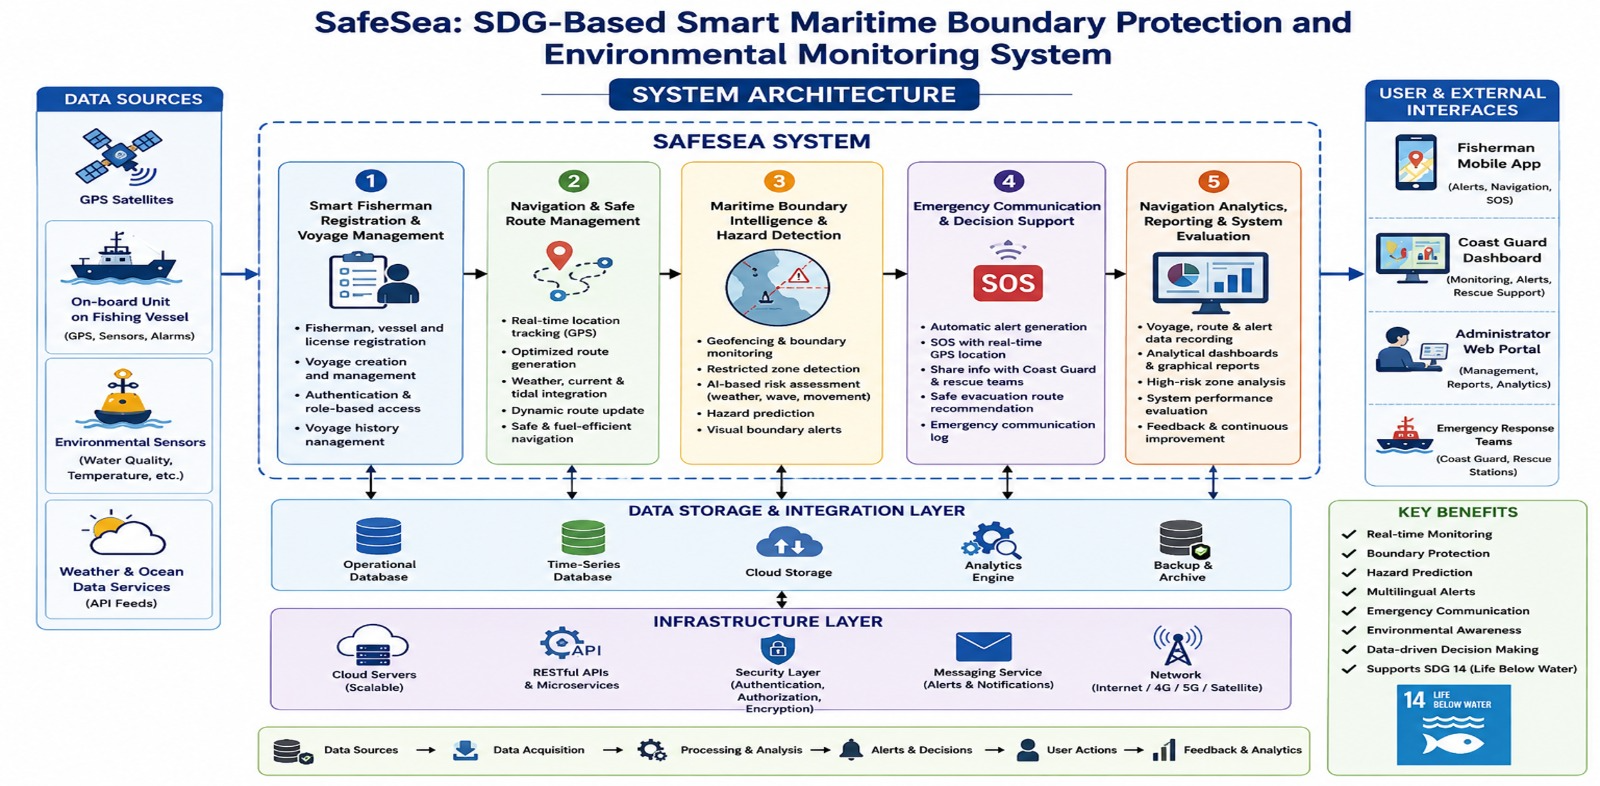 SafeSea: SDG-Based Smart Maritime Boundary Protection and
Environmental Monitoring System
SYSTEM ARCHITECTURE
DATA SOURCES
GPS Satellites
On-board Unit
on Fishing Vessel
(GPS, Sensors, Alarms)
Environmental Sensors
(Water Quality,
Temperature, etc.)
Weather & Ocean
Data Services
(API Feeds)
SAFESEA SYSTEM
1
Smart Fisherman
Registration &
Voyage Management
• Fisherman, vessel and
license registration
• Voyage creation
and management
• Authentication &
role-based access
• Voyage history
nanagement
2
Navigation & Safe
Route Management
• Real-time location
tracking (GPS)
• Optimized route
generation
• Weather, current &
tidal integration
• Dynamic route update
• Safe & fuel-efficient
navigation
3
Maritime Boundary
Intelligence &
Hazard Detection
• Geofencing & boundary
monitoring
• Restricted zone detection
• AI-based risk assessment
(weather, wave, movement)
• Hazard prediction
• Visual boundary alerts
4
Emergency Communication
& Decision Support
SOS
• Automatic alert generation
• SOS with real-time
GPS location
• Share info with Coast Guard
& rescue teams
• Safe evacuation route
recommendation
• Emergency communication
log
5
Navigation Analytics,
Reporting & System
Evaluation
• Voyage, route & alert
data recording
• Analytical dashboards
& graphical reports
• High-risk zone analysis
• System performance
evaluation
• Feedback & continuous
improvement
USER & EXTERNAL
INTERFACES
Fisherman
Mobile App
(Alerts, Navigation,
SOS)
Coast Guard
Dashboard
(Monitoring, Alerts,
Rescue Support)
Administrator
Web Portal
(Management,
Reports, Analytics)
Emergency Response
Teams
(Coast Guard, Rescue
Stations)
DATA STORAGE & INTEGRATION LAYER
Operational
Database
Time-Series
Database
Cloud Storage
Analytics
Engine
Backup &
Archive
INFRASTRUCTURE LAYER
Cloud Servers
(Scalable)
API
RESTful APIs
& Microservices
Security Layer
(Authentication,
Authorization,
Encryption)
Messaging Service
(Alerts & Notifications)
Network
(Internet / 4G / 5G / Satellite)
Data Sources
Data Acquisition
Processing & Analysis
Alerts & Decisions
User Actions
Feedback & Analytics
KEY BENEFITS
Real-time Monitoring
Boundary Protection
Hazard Prediction
Multilingual Alerts
Emergency Communication
Environmental Awareness
Data-driven Decision Making
Supports SDG 14 (Life Below Water)
14 LIFE
BELOW WATER